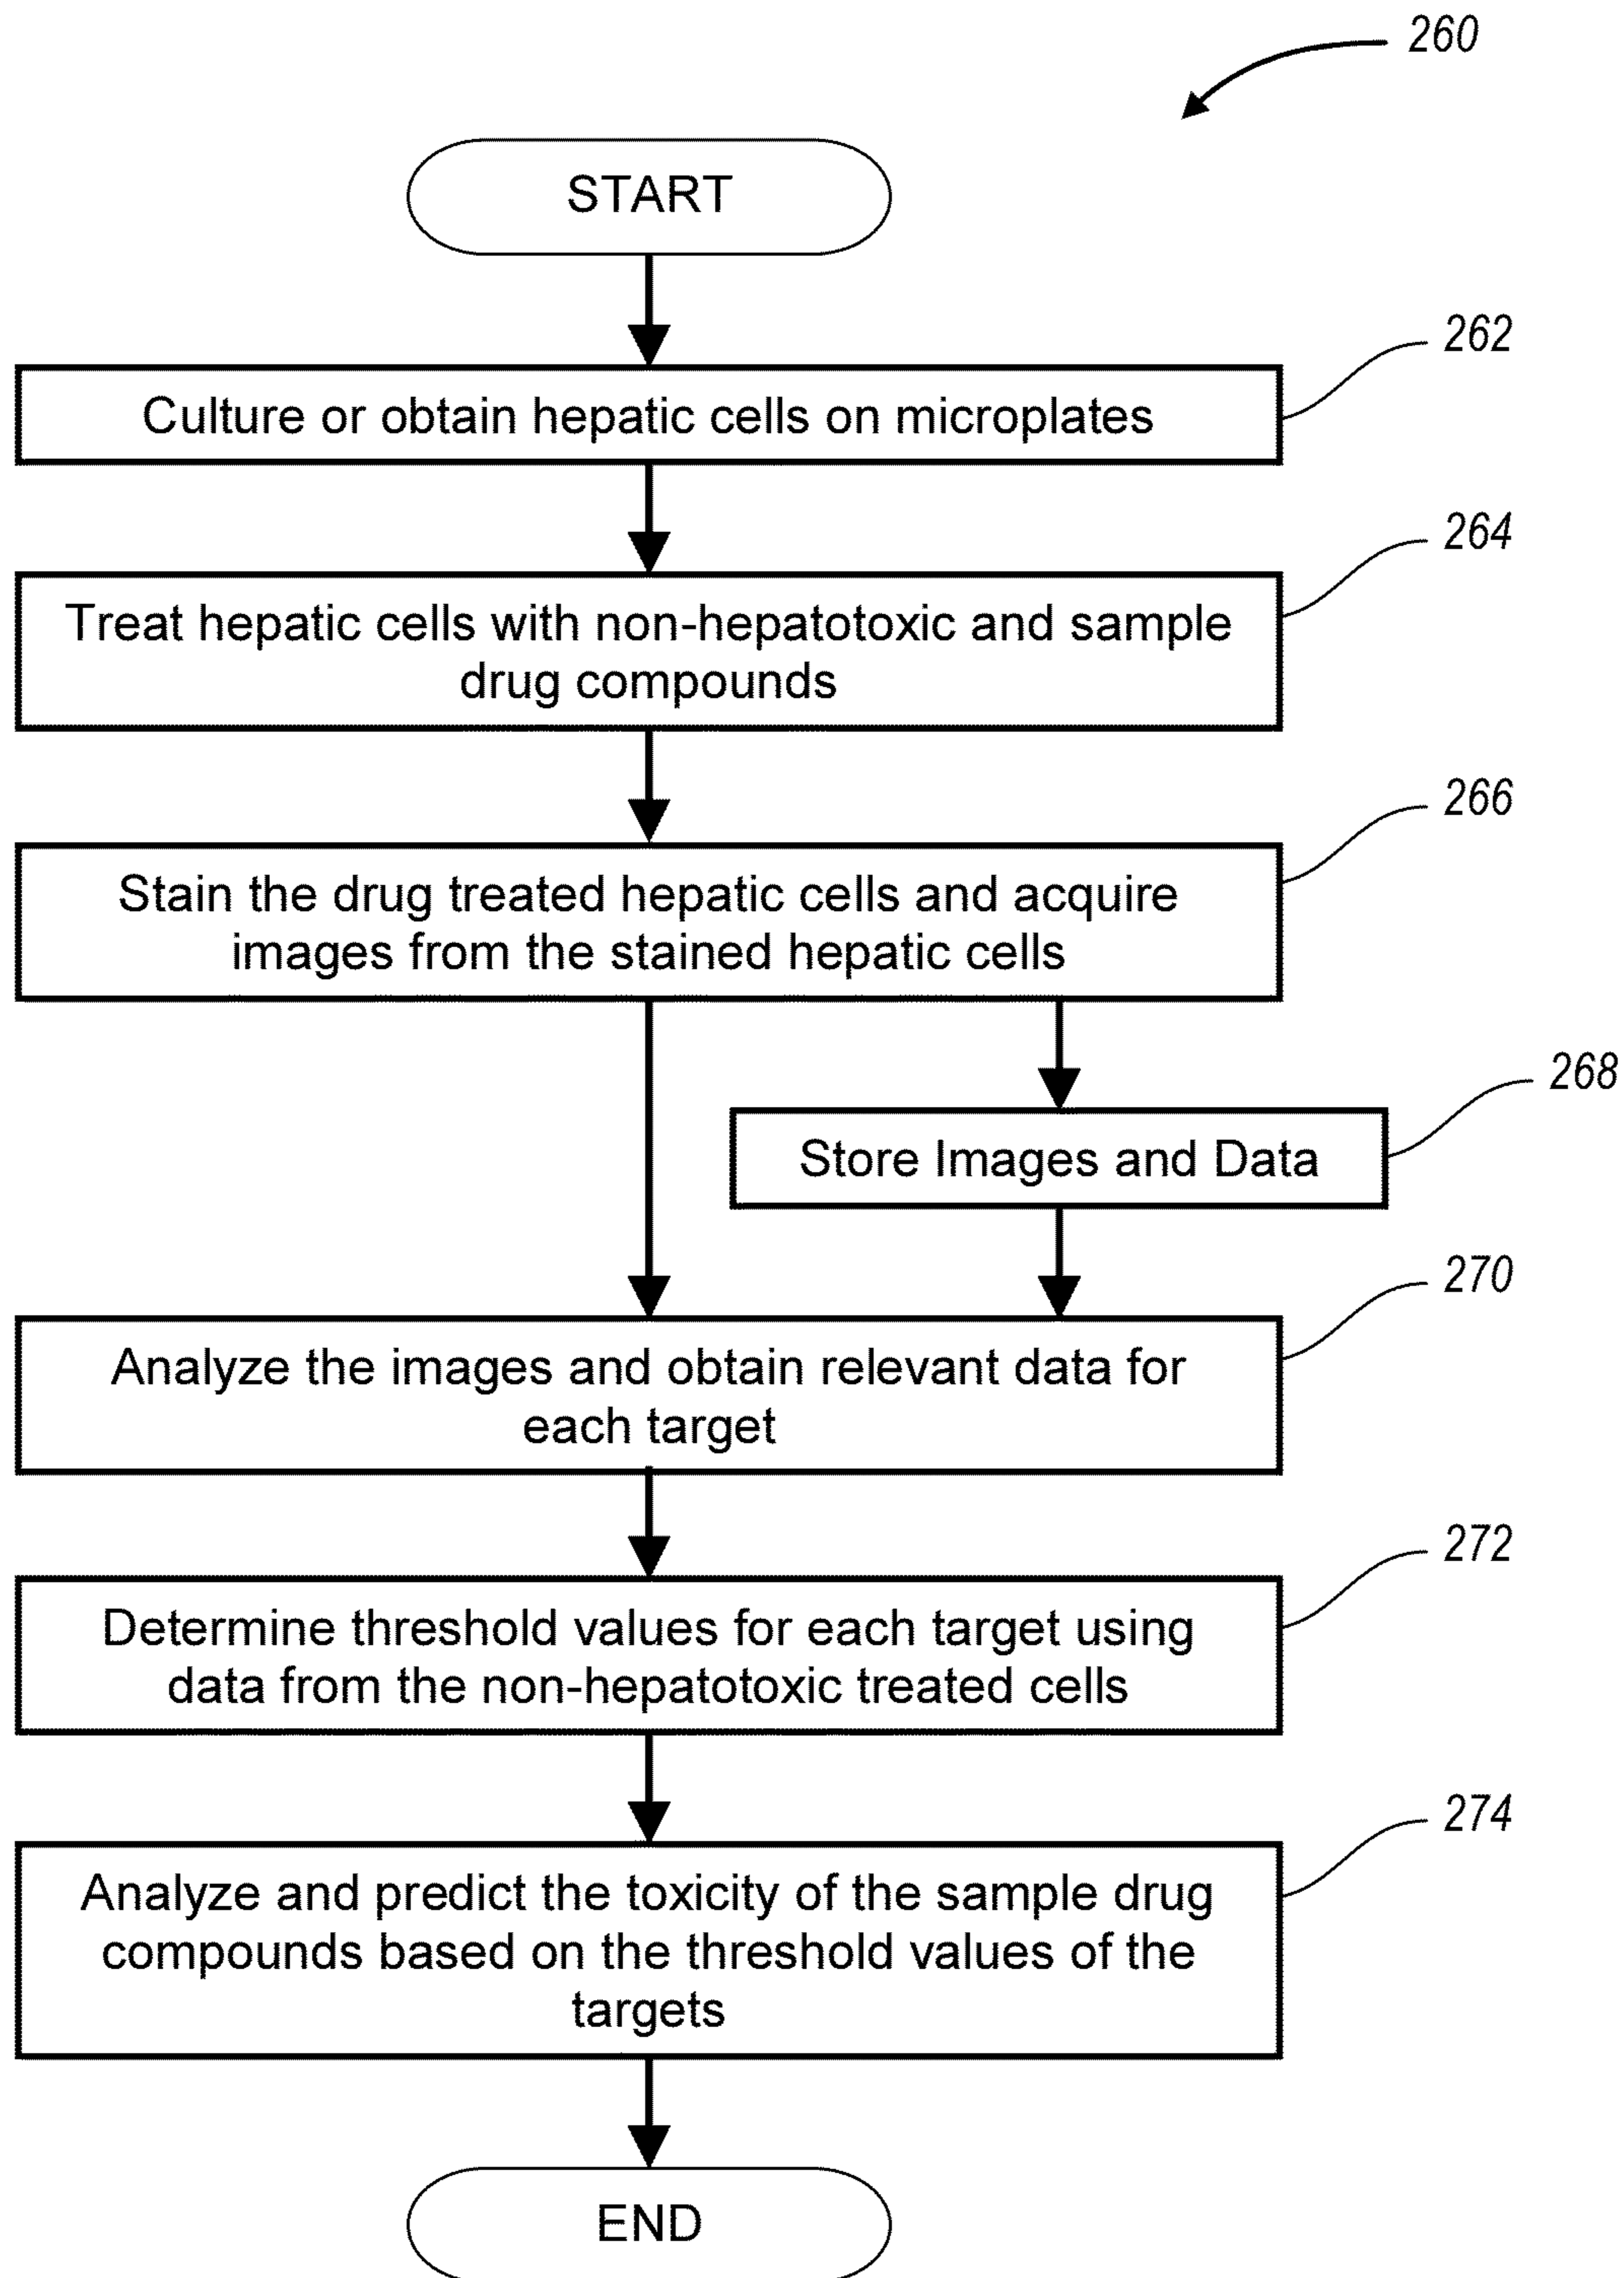 260
START
262
Culture or obtain hepatic cells on microplates
264
Treat hepatic cells with non-hepatotoxic and sample
drug compounds
266
Stain the drug treated hepatic cells and acquire
images from the stained hepatic cells
268
Store Images and Data
270
Analyze the images and obtain relevant data for
each target
272
Determine threshold values for each target using
data from the non-hepatotoxic treated cells
274
Analyze and predict the toxicity of the sample drug
compounds based on the threshold values of the
targets
END